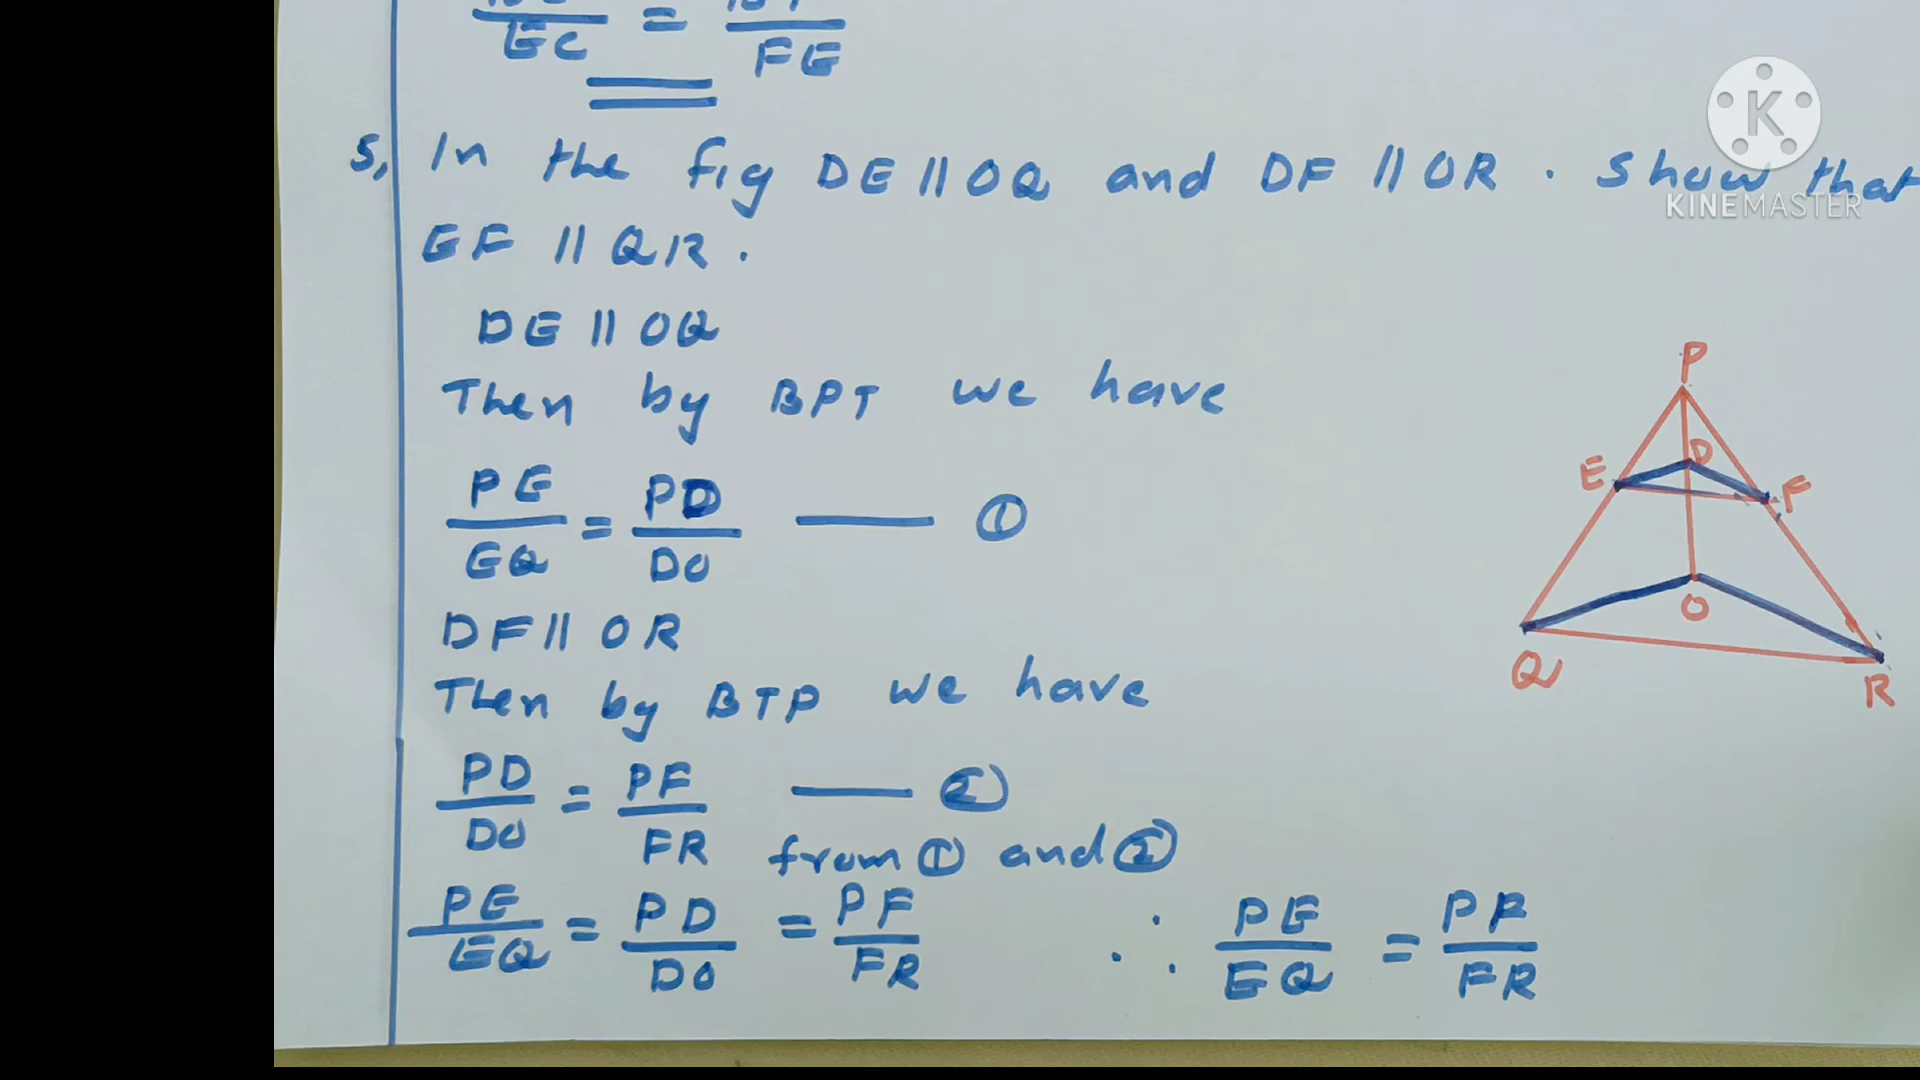 EC = FE
5, In the fig DE || OQ and DF || OR . Show that
EF || QR .
DE || OQ
Then by BPT we have
PE/EQ = PD/DO —— ①
DF || OR
Then by BTP we have
PD/DO = PF/FR —— ②
from ① and ②
PE/EQ = PD/DO = PF/FR ∴ PE/EQ = PF/FR
P
E D F
O
Q R
K
KINEMASTER